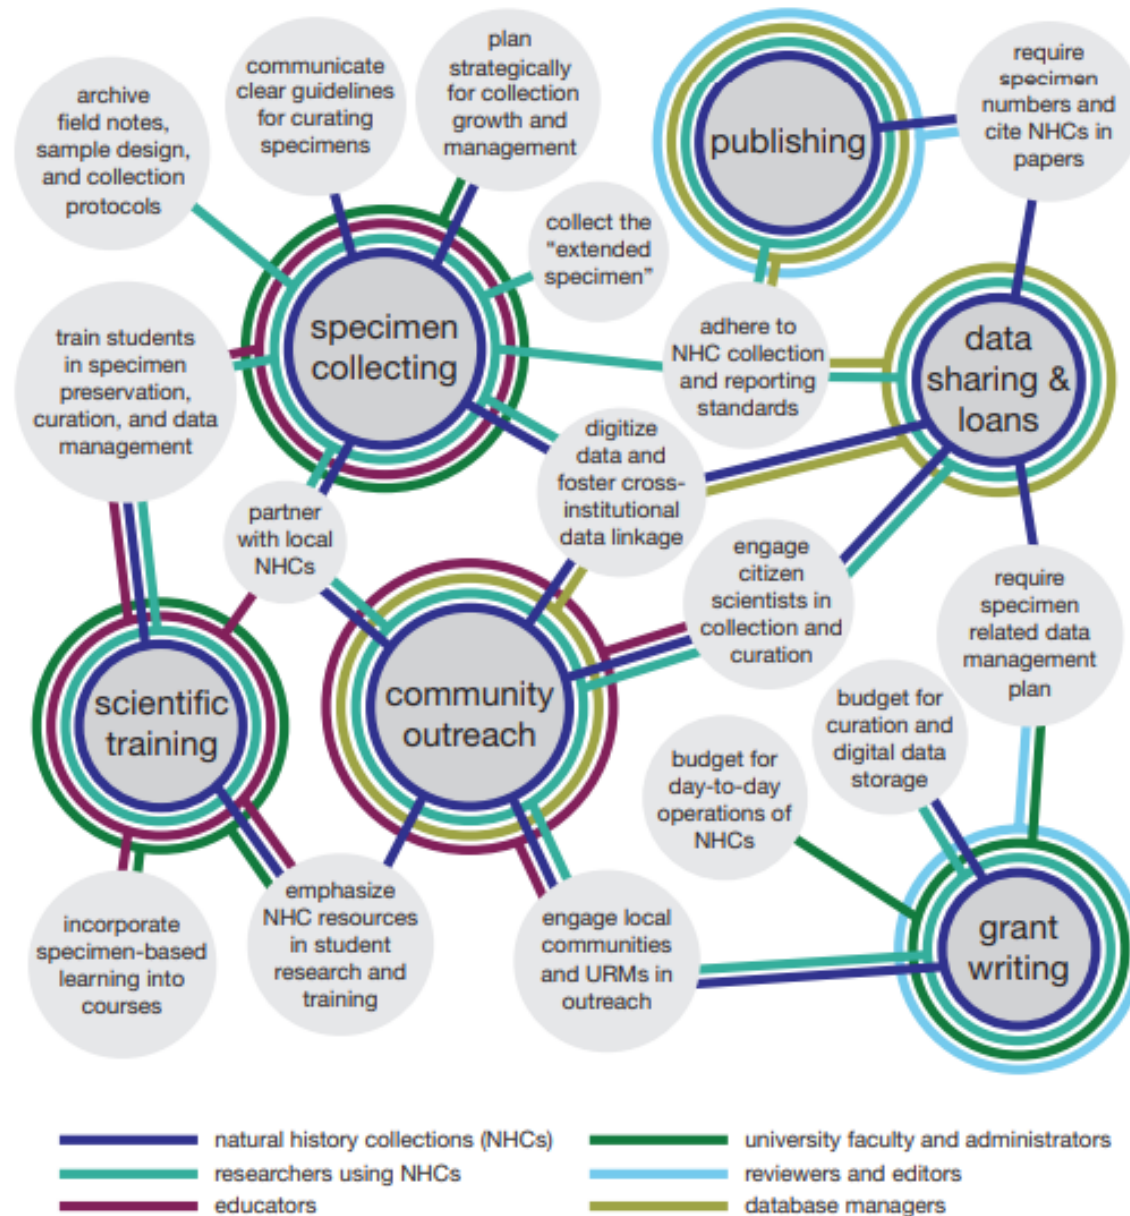 archive
field notes,
sample design,
and collection
protocols
communicate
clear guidelines
for curating
specimens
plan
strategically
for collection
growth and
management
publishing
require
specimen
numbers and
cite NHCs in
papers
collect the
“extended
specimen”
specimen
collecting
train students
in specimen
preservation,
curation, and data
management
adhere to
NHC collection
and reporting
standards
data
sharing &
loans
digitize
data and
foster cross-
institutional
data linkage
partner
with local
NHCs
engage
citizen
scientists in
collection and
curation
require
specimen
related data
management
plan
scientific
training
community
outreach
budget for
curation and
digital data
storage
budget for
day-to-day
operations of
NHCs
incorporate
specimen-based
learning into
courses
emphasize
NHC resources
in student
research and
training
engage local
communities
and URMs in
outreach
grant
writing
natural history collections (NHCs)
researchers using NHCs
educators
university faculty and administrators
reviewers and editors
database managers